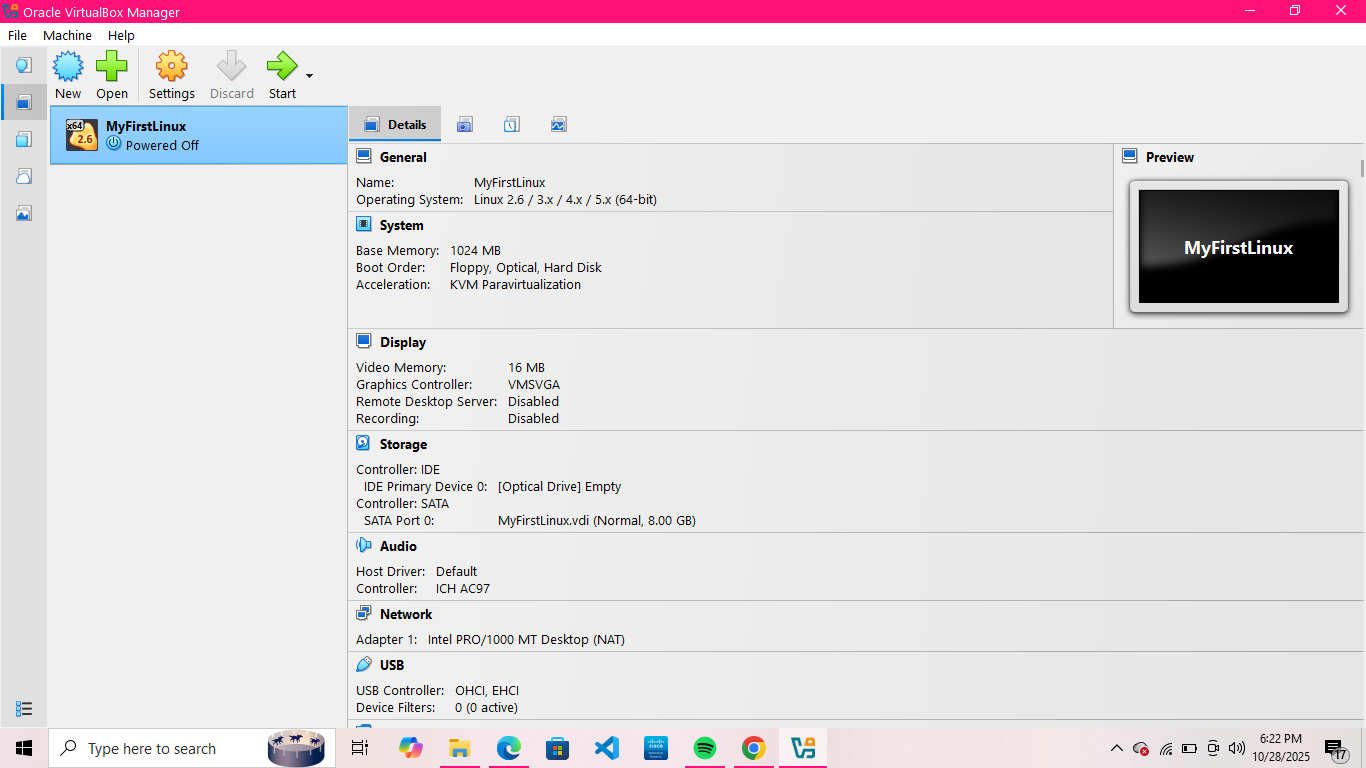 Oracle VirtualBox Manager
File Machine Help
New Open Settings Discard Start
x64
2.6
MyFirstLinux
Powered Off
Details
General
Name: MyFirstLinux
Operating System: Linux 2.6 / 3.x / 4.x / 5.x (64-bit)
Preview
MyFirstLinux
System
Base Memory: 1024 MB
Boot Order: Floppy, Optical, Hard Disk
Acceleration: KVM Paravirtualization
Display
Video Memory: 16 MB
Graphics Controller: VMSVGA
Remote Desktop Server: Disabled
Recording: Disabled
Storage
Controller: IDE
IDE Primary Device 0: [Optical Drive] Empty
Controller: SATA
SATA Port 0: MyFirstLinux.vdi (Normal, 8.00 GB)
Audio
Host Driver: Default
Controller: ICH AC97
Network
Adapter 1: Intel PRO/1000 MT Desktop (NAT)
USB
USB Controller: OHCI, EHCI
Device Filters: 0 (0 active)
Type here to search
6:22 PM
10/28/2025
17